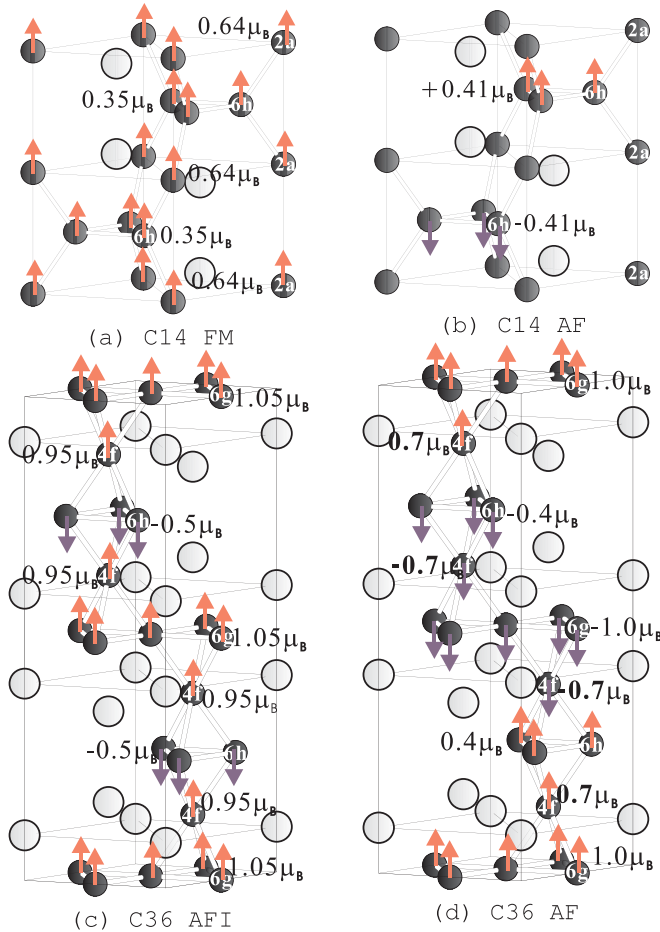 0.64μB 2a
0.35μB 6h
0.64μB 2a
6h 0.35μB
0.64μB 2a
(a) C14 FM
2a
+0.41μB 6h
2a
6h -0.41μB
2a
(b) C14 AF
6g 1.05μB
0.95μB 4f
6h -0.5μB
0.95μB 4f
6g 1.05μB
4f 0.95μB
-0.5μB 6h
4f 0.95μB
6g 1.05μB
(c) C36 AFI
6g 1.0μB
0.7μB 4f
6h -0.4μB
-0.7μB 4f
6g -1.0μB
4f -0.7μB
0.4μB 6h
4f 0.7μB
6g 1.0μB
(d) C36 AF